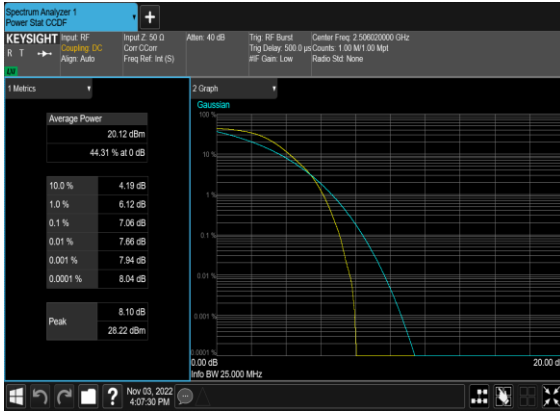 Spectrum Analyzer 1
Power Stat CCDF
+
KEYSIGHT Input: RF Input Z: 50 Ω Atten: 40 dB Trig: RF Burst Center Freq: 2.506020000 GHz
R T Coupling: DC Corr CCorr Trig Delay: 500.0 µs Counts: 1.00 M/1.00 Mpt
Align: Auto Freq Ref: Int (S) #IF Gain: Low Radio Std: None
1 Metrics
2 Graph
Average Power
20.12 dBm
44.31 % at 0 dB
10.0 % 4.19 dB
1.0 % 6.12 dB
0.1 % 7.06 dB
0.01 % 7.66 dB
0.001 % 7.94 dB
0.0001 % 8.04 dB
Peak
8.10 dB
28.22 dBm
Gaussian
100 %
10 %
1 %
0.1 %
0.01 %
0.001 %
0.0001 %
0.00 dB 20.00 d
Info BW 25.000 MHz
?
Nov 03, 2022
4:07:30 PM